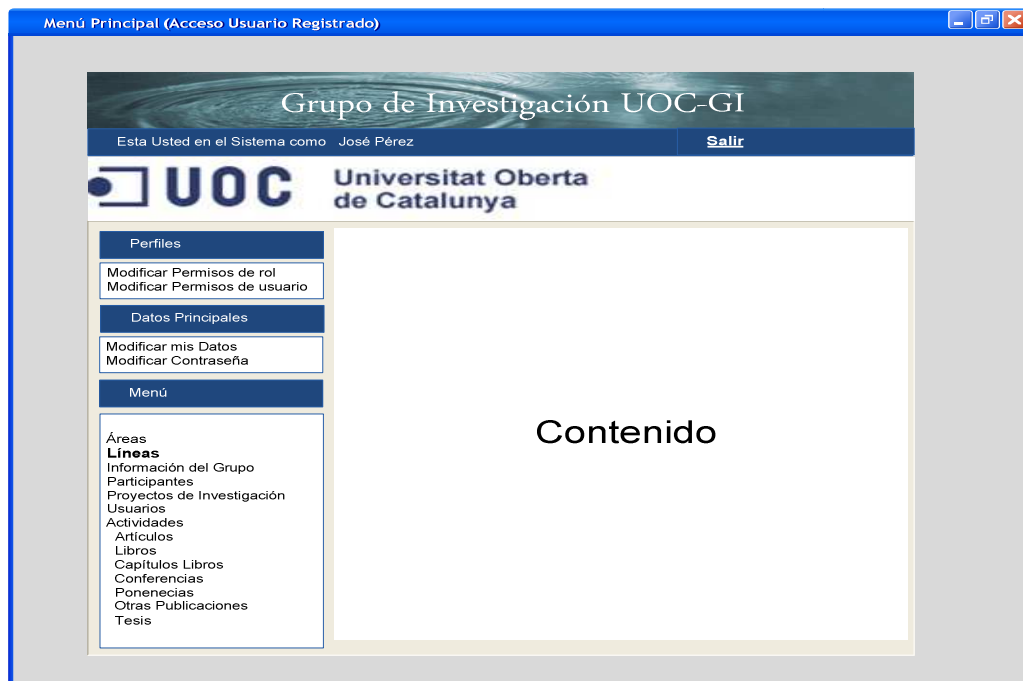 Menú Principal (Acceso Usuario Registrado)
Grupo de Investigación UOC-GI
Esta Usted en el Sistema como José Pérez Salir
UOC Universitat Oberta
de Catalunya
Perfiles
Modificar Permisos de rol
Modificar Permisos de usuario
Datos Principales
Modificar mis Datos
Modificar Contraseña
Menú
Áreas
Líneas
Información del Grupo
Participantes
Proyectos de Investigación
Usuarios
Actividades
Artículos
Libros
Capítulos Libros
Conferencias
Ponenecias
Otras Publicaciones
Tesis
Contenido